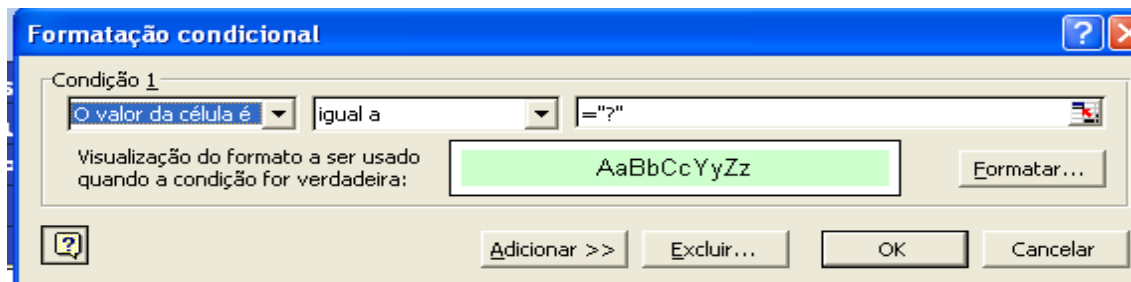 Formatação condicional
Condição 1
O valor da célula é igual a ="?"
Visualização do formato a ser usado
quando a condição for verdadeira:
AaBbCcYyZz
Formatar...
Adicionar >> Excluir... OK Cancelar